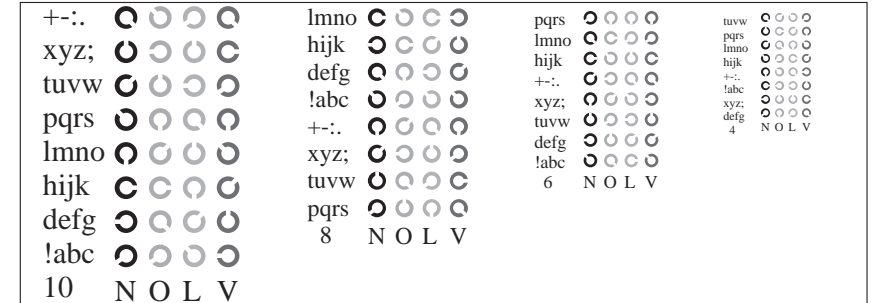 +-:.
xyz;
tuvw
pqrs
lmno
hijk
defg
!abc
10 N O L V
lmno
hijk
defg
!abc
+-:.
xyz;
tuvw
pqrs
8 N O L V
pqrs
lmno
hijk
+-:.
xyz;
tuvw
defg
!abc
6 N O L V
tuvw
pqrs
lmno
hijk
+-:.
!abc
xyz;
defg
4 N O L V